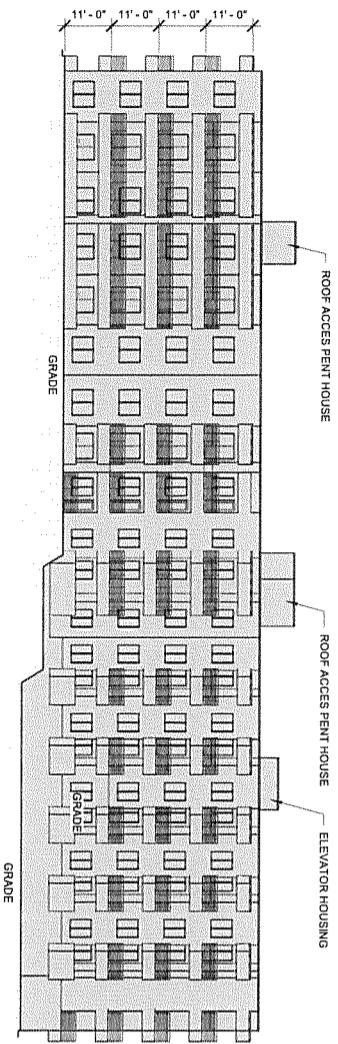 11' - 0" 11' - 0" 11' - 0" 11' - 0"
ROOF ACCES PENT HOUSE
ROOF ACCES PENT HOUSE
ELEVATOR HOUSING
GRADE
GRADE
GRADE